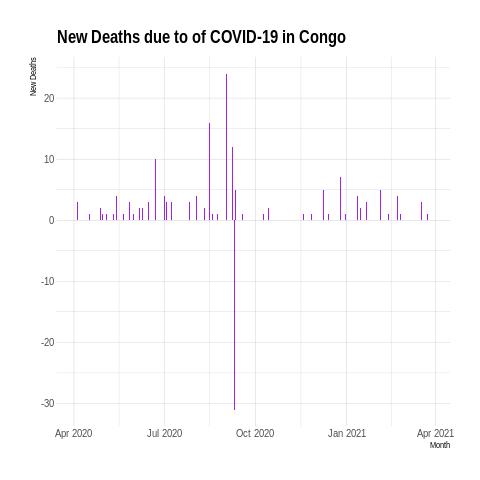 New Deaths due to of COVID-19 in Congo
New Deaths
20
10
0
-10
-20
-30
Apr 2020 Jul 2020 Oct 2020 Jan 2021 Apr 2021
Month